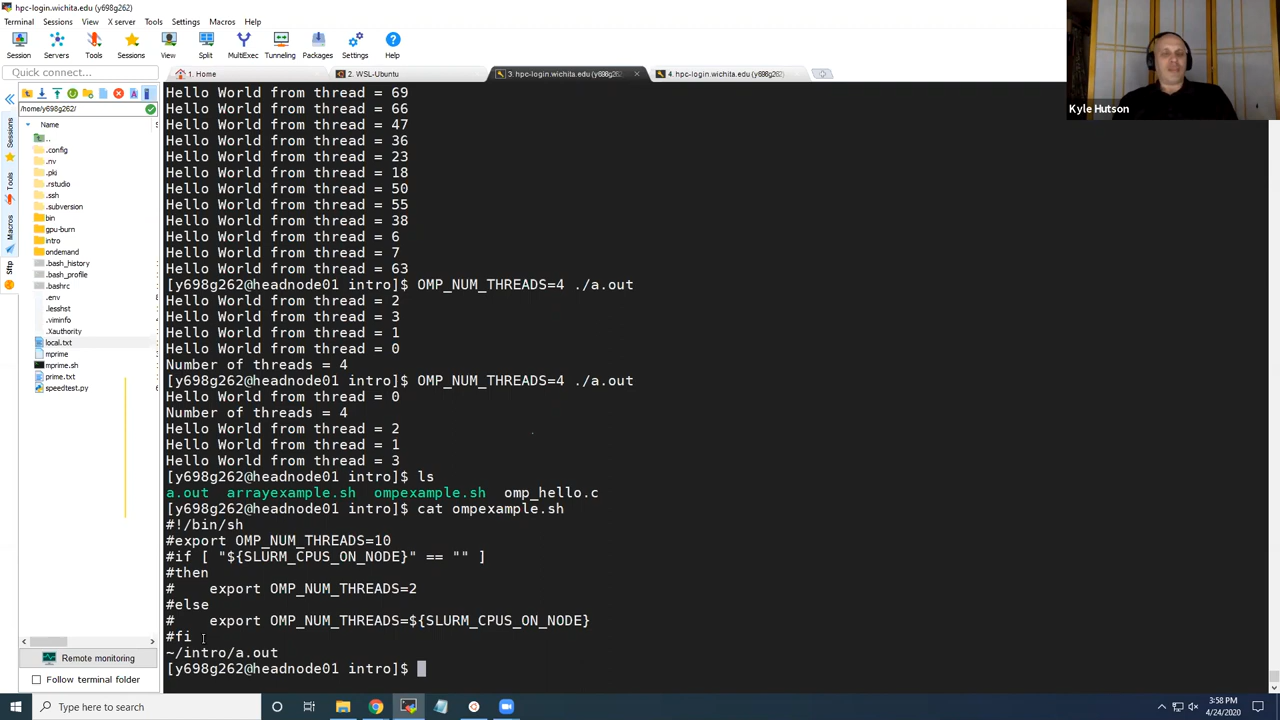 hpc-login.wichita.edu (y698g262)
Terminal Sessions View X server Tools Settings Macros Help
Session Servers Tools Sessions View Split MultiExec Tunneling Packages Settings Help
Quick connect...
1. Home
2. WSL-Ubuntu
3. hpc-login.wichita.edu (y698g262
4. hpc-login.wichita.edu (y698g262)
Kyle Hutson
Sessions
Tools
Macros
Sftp
/home/y698g262/
Name
..
.config
.nv
.pki
.rstudio
.ssh
.subversion
bin
gpu-burn
intro
ondemand
.bash_history
.bash_profile
.bashrc
.env
.lesshst
.viminfo
.Xauthority
local.txt
mprime
mprime.sh
prime.txt
speedtest.py
Remote monitoring
Follow terminal folder
Hello World from thread = 69
Hello World from thread = 66
Hello World from thread = 47
Hello World from thread = 36
Hello World from thread = 23
Hello World from thread = 18
Hello World from thread = 50
Hello World from thread = 55
Hello World from thread = 38
Hello World from thread = 6
Hello World from thread = 7
Hello World from thread = 63
[y698g262@headnode01 intro]$ OMP_NUM_THREADS=4 ./a.out
Hello World from thread = 2
Hello World from thread = 3
Hello World from thread = 1
Hello World from thread = 0
Number of threads = 4
[y698g262@headnode01 intro]$ OMP_NUM_THREADS=4 ./a.out
Hello World from thread = 0
Number of threads = 4
Hello World from thread = 2
Hello World from thread = 1
Hello World from thread = 3
[y698g262@headnode01 intro]$ ls
a.out arrayexample.sh ompexample.sh omp_hello.c
[y698g262@headnode01 intro]$ cat ompexample.sh
#!/bin/sh
#export OMP_NUM_THREADS=10
#if [ "${SLURM_CPUS_ON_NODE}" == "" ]
#then
# export OMP_NUM_THREADS=2
#else
# export OMP_NUM_THREADS=${SLURM_CPUS_ON_NODE}
#fi
~/intro/a.out
[y698g262@headnode01 intro]$
Type here to search
3:58 PM
4/24/2020